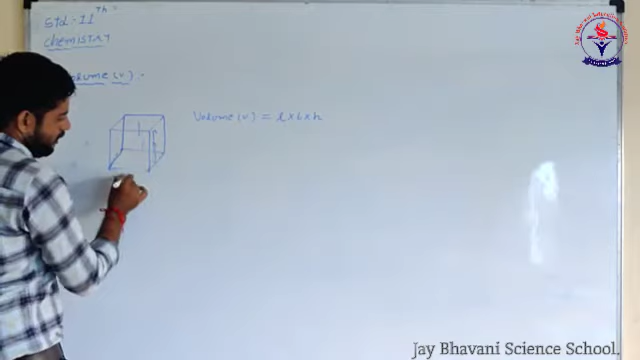 Std:- 11th
Chemistry
Volume (v) :-
Volume (v) = l x b x h
Jay Bhavani Science School.